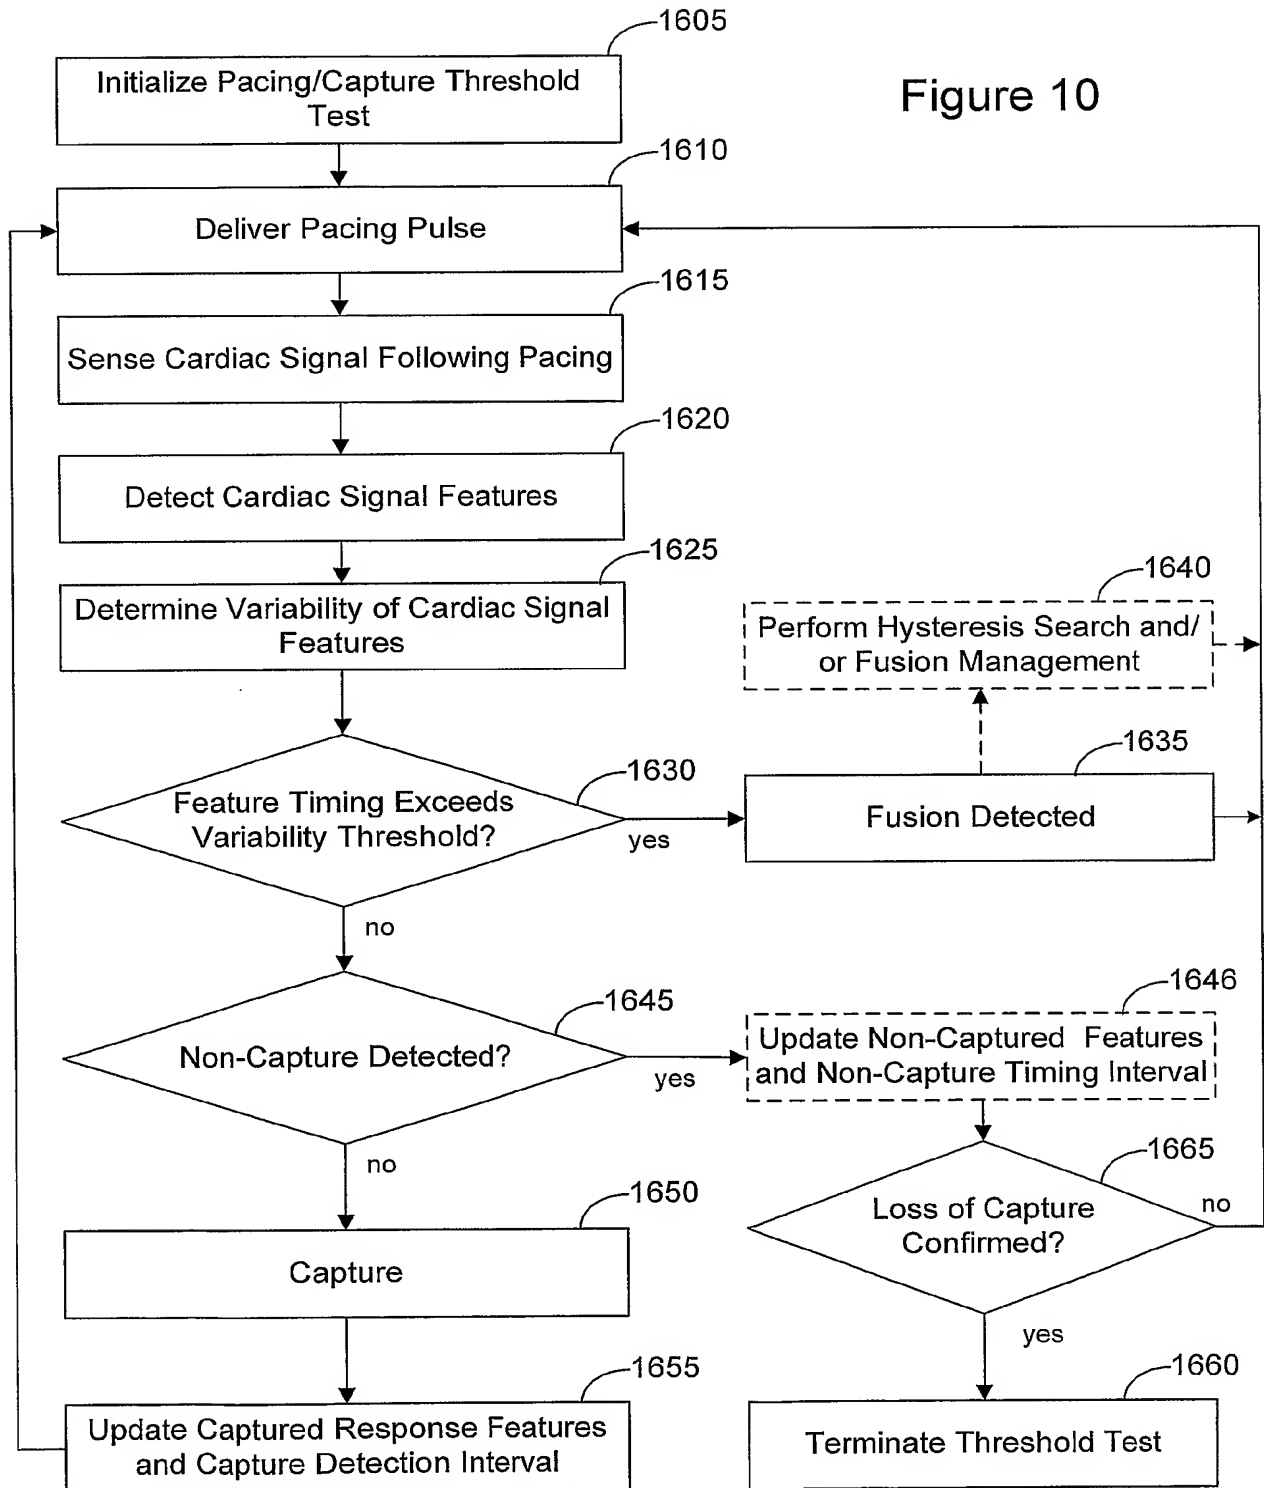 1605
Initialize Pacing/Capture Threshold
Test
Figure 10
1610
Deliver Pacing Pulse
1615
Sense Cardiac Signal Following Pacing
1620
Detect Cardiac Signal Features
1625
Determine Variability of Cardiac Signal
Features
1640
Perform Hysteresis Search and/
or Fusion Management
1630
Feature Timing Exceeds
Variability Threshold?
yes
1635
Fusion Detected
no
1645
Non-Capture Detected?
yes
1646
Update Non-Captured Features
and Non-Capture Timing Interval
no
1665
Loss of Capture
Confirmed?
no
1650
Capture
yes
1655
Update Captured Response Features
and Capture Detection Interval
1660
Terminate Threshold Test